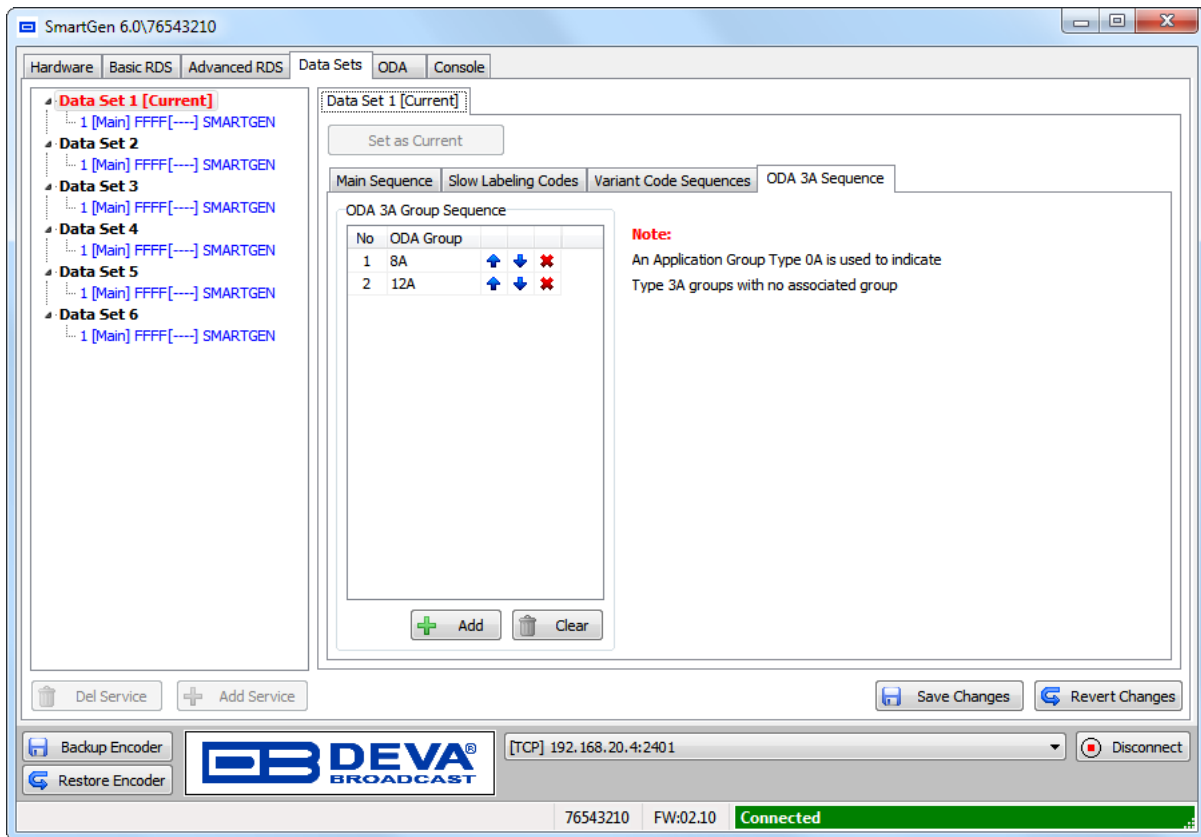 SmartGen 6.0\76543210
Hardware Basic RDS Advanced RDS Data Sets ODA Console
Data Set 1 [Current]
1 [Main] FFFF[----] SMARTGEN
Data Set 2
1 [Main] FFFF[----] SMARTGEN
Data Set 3
1 [Main] FFFF[----] SMARTGEN
Data Set 4
1 [Main] FFFF[----] SMARTGEN
Data Set 5
1 [Main] FFFF[----] SMARTGEN
Data Set 6
1 [Main] FFFF[----] SMARTGEN
Data Set 1 [Current]
Set as Current
Main Sequence Slow Labeling Codes Variant Code Sequences ODA 3A Sequence
ODA 3A Group Sequence
No ODA Group
1 8A
2 12A
Add Clear
Note:
An Application Group Type 0A is used to indicate
Type 3A groups with no associated group
Del Service Add Service Save Changes Revert Changes
Backup Encoder
Restore Encoder
DEVA®
BROADCAST
[TCP] 192.168.20.4:2401
Disconnect
76543210 FW:02.10 Connected